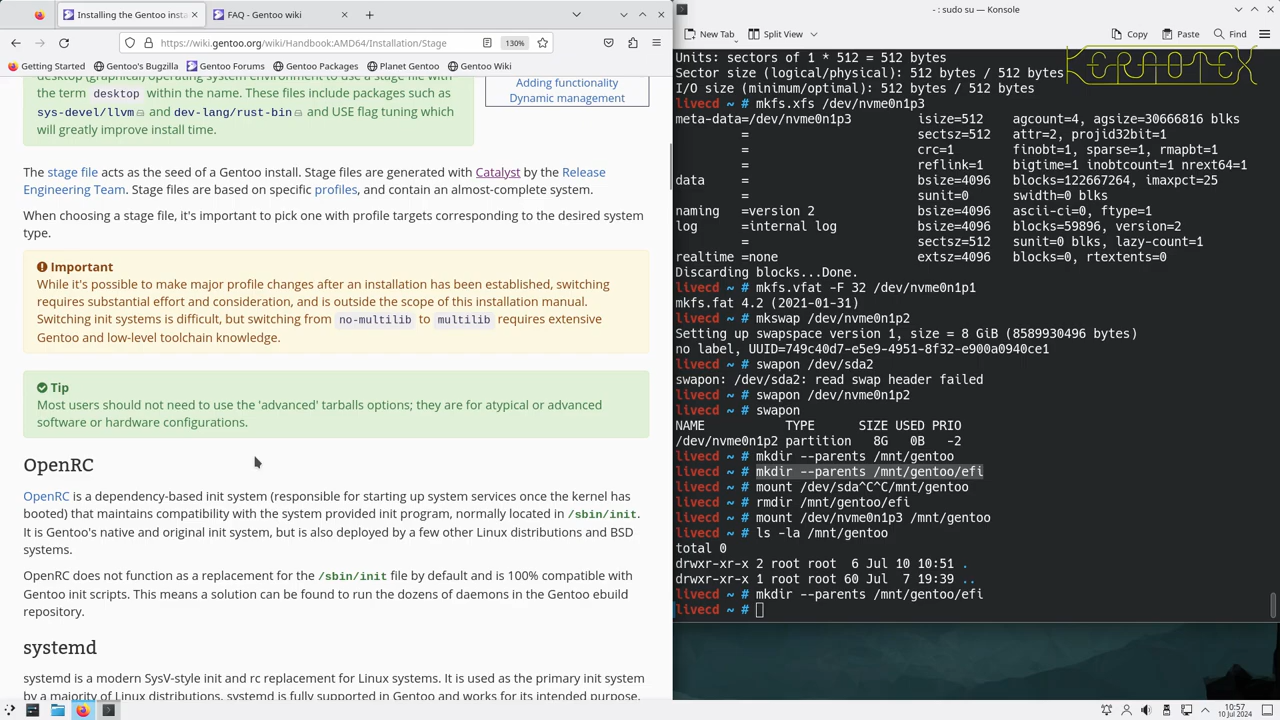 Installing the Gentoo insta
FAQ - Gentoo wiki
https://wiki.gentoo.org/wiki/Handbook:AMD64/Installation/Stage
130%
Getting Started
Gentoo's Bugzilla
Gentoo Forums
Gentoo Packages
Planet Gentoo
Gentoo Wiki
desktop (graphical) operating system environment to use a stage file with
the term desktop within the name. These files include packages such as
sys-devel/llvm and dev-lang/rust-bin and USE flag tuning which
will greatly improve install time.
Adding functionality
Dynamic management
The stage file acts as the seed of a Gentoo install. Stage files are generated with Catalyst by the Release
Engineering Team. Stage files are based on specific profiles, and contain an almost-complete system.
When choosing a stage file, it's important to pick one with profile targets corresponding to the desired system
type.
Important
While it's possible to make major profile changes after an installation has been established, switching
requires substantial effort and consideration, and is outside the scope of this installation manual.
Switching init systems is difficult, but switching from no-multilib to multilib requires extensive
Gentoo and low-level toolchain knowledge.
Tip
Most users should not need to use the 'advanced' tarballs options; they are for atypical or advanced
software or hardware configurations.
OpenRC
OpenRC is a dependency-based init system (responsible for starting up system services once the kernel has
booted) that maintains compatibility with the system provided init program, normally located in /sbin/init.
It is Gentoo's native and original init system, but is also deployed by a few other Linux distributions and BSD
systems.
OpenRC does not function as a replacement for the /sbin/init file by default and is 100% compatible with
Gentoo init scripts. This means a solution can be found to run the dozens of daemons in the Gentoo ebuild
repository.
systemd
systemd is a modern SysV-style init and rc replacement for Linux systems. It is used as the primary init system
by a majority of Linux distributions. systemd is fully supported in Gentoo and works for its intended purpose.
- : sudo su — Konsole
New Tab
Split View
Copy
Paste
Find
KERNOTEX
Units: sectors of 1 * 512 = 512 bytes
Sector size (logical/physical): 512 bytes / 512 bytes
I/O size (minimum/optimal): 512 bytes / 512 bytes
livecd ~ # mkfs.xfs /dev/nvme0n1p3
meta-data=/dev/nvme0n1p3 isize=512 agcount=4, agsize=30666816 blks
= sectsz=512 attr=2, projid32bit=1
= crc=1 finobt=1, sparse=1, rmapbt=1
= reflink=1 bigtime=1 inobtcount=1 nrext64=1
data = bsize=4096 blocks=122667264, imaxpct=25
= sunit=0 swidth=0 blks
naming =version 2 bsize=4096 ascii-ci=0, ftype=1
log =internal log bsize=4096 blocks=59896, version=2
= sectsz=512 sunit=0 blks, lazy-count=1
realtime =none extsz=4096 blocks=0, rtextents=0
Discarding blocks...Done.
livecd ~ # mkfs.vfat -F 32 /dev/nvme0n1p1
mkfs.fat 4.2 (2021-01-31)
livecd ~ # mkswap /dev/nvme0n1p2
Setting up swapspace version 1, size = 8 GiB (8589930496 bytes)
no label, UUID=749c40d7-e5e9-4951-8f32-e900a0940ce1
livecd ~ # swapon /dev/sda2
swapon: /dev/sda2: read swap header failed
livecd ~ # swapon /dev/nvme0n1p2
livecd ~ # swapon
NAME TYPE SIZE USED PRIO
/dev/nvme0n1p2 partition 8G 0B -2
livecd ~ # mkdir --parents /mnt/gentoo
livecd ~ # mkdir --parents /mnt/gentoo/efi
livecd ~ # mount /dev/sda^C^C/mnt/gentoo
livecd ~ # rmdir /mnt/gentoo/efi
livecd ~ # mount /dev/nvme0n1p3 /mnt/gentoo
livecd ~ # ls -la /mnt/gentoo
total 0
drwxr-xr-x 2 root root 6 Jul 10 10:51 .
drwxr-xr-x 1 root root 60 Jul 7 19:39 ..
livecd ~ # mkdir --parents /mnt/gentoo/efi
livecd ~ #
10:57
10 Jul 2024